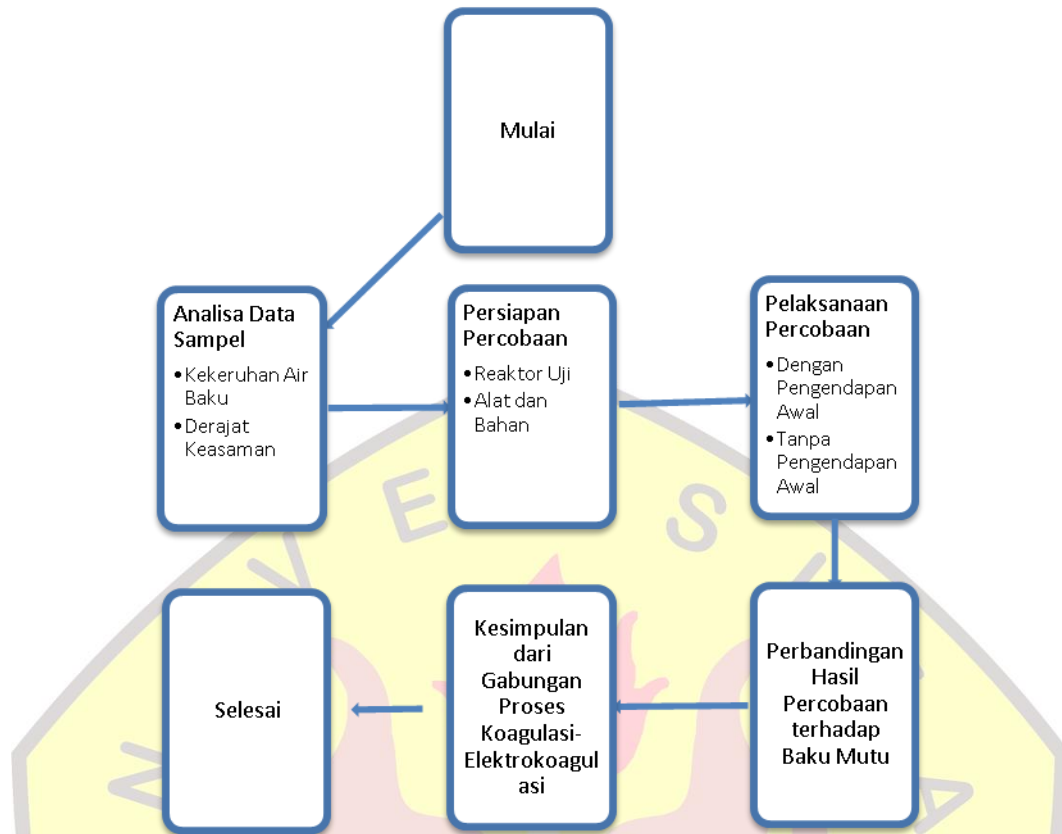 Mulai
Analisa Data
Sampel
•Kekeruhan Air
Baku
•Derajat
Keasaman
Persiapan
Percobaan
•Reaktor Uji
•Alat dan
Bahan
Pelaksanaan
Percobaan
•Dengan
Pengendapan
Awal
•Tanpa
Pengendapan
Awal
Selesai
Kesimpulan
dari
Gabungan
Proses
Koagulasi-
Elektrokoagul
asi
Perbandingan
Hasil
Percobaan
terhadap
Baku Mutu